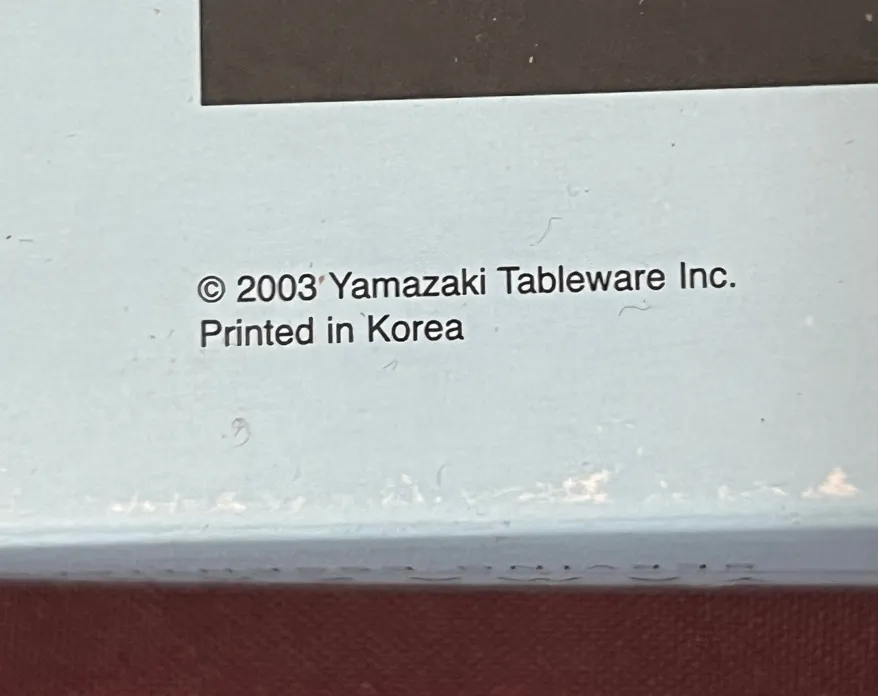 © 2003 Yamazaki Tableware Inc.
Printed in Korea